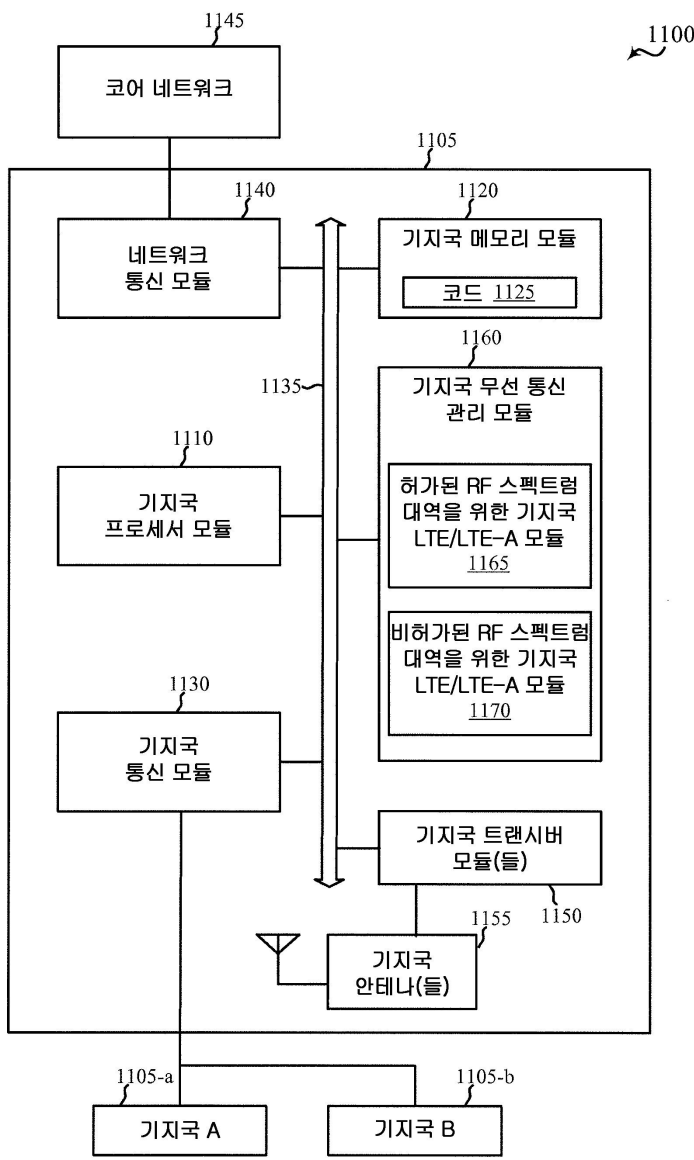 1100
1145
코어 네트워크
1105
1140
네트워크
통신 모듈
1120
기지국 메모리 모듈
코드 1125
1135
1160
기지국 무선 통신
관리 모듈
허가된 RF 스펙트럼
대역을 위한 기지국
LTE/LTE-A 모듈
1165
비허가된 RF 스펙트럼
대역을 위한 기지국
LTE/LTE-A 모듈
1170
1110
기지국
프로세서 모듈
1130
기지국
통신 모듈
기지국 트랜시버
모듈(들)
1150
1155
기지국
안테나(들)
1105-a
기지국 A
1105-b
기지국 B